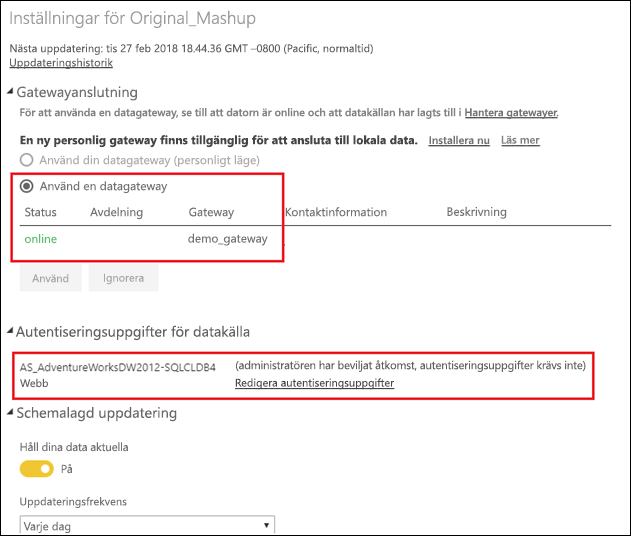 Inställningar för Original_Mashup
Nästa uppdatering: tis 27 feb 2018 18.44.36 GMT –0800 (Pacific, normaltid)
Uppdateringshistorik
Gatewayanslutning
För att använda en datagateway, se till att datorn är online och att datakällan har lagts till i Hantera gatewayer.
En ny personlig gateway finns tillgänglig för att ansluta till lokala data. Installera nu Läs mer
Använd din datagateway (personligt läge)
Använd en datagateway
Status Avdelning Gateway Kontaktinformation Beskrivning
online demo_gateway
Använd Ignorera
Autentiseringsuppgifter för datakälla
AS_AdventureWorksDW2012-SQLCLDB4 (administratören har beviljat åtkomst, autentiseringsuppgifter krävs inte)
Webb Redigera autentiseringsuppgifter
Schemalagd uppdatering
Håll dina data aktuella
På
Uppdateringsfrekvens
Varje dag